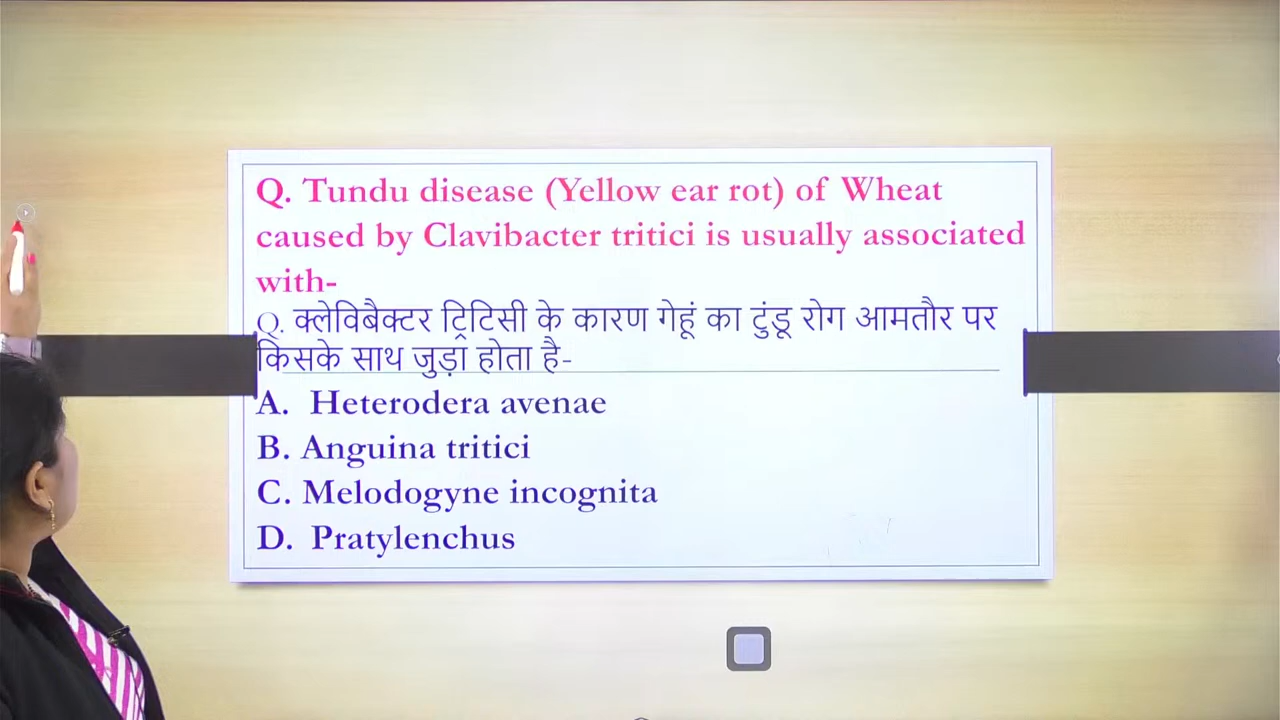 Q. Tundu disease (Yellow ear rot) of Wheat
caused by Clavibacter tritici is usually associated
with-
Q. क्लेविबैक्टर ट्रिटिसी के कारण गेहूं का टुंडू रोग आमतौर पर
किसके साथ जुड़ा होता है-
A. Heterodera avenae
B. Anguina tritici
C. Melodogyne incognita
D. Pratylenchus